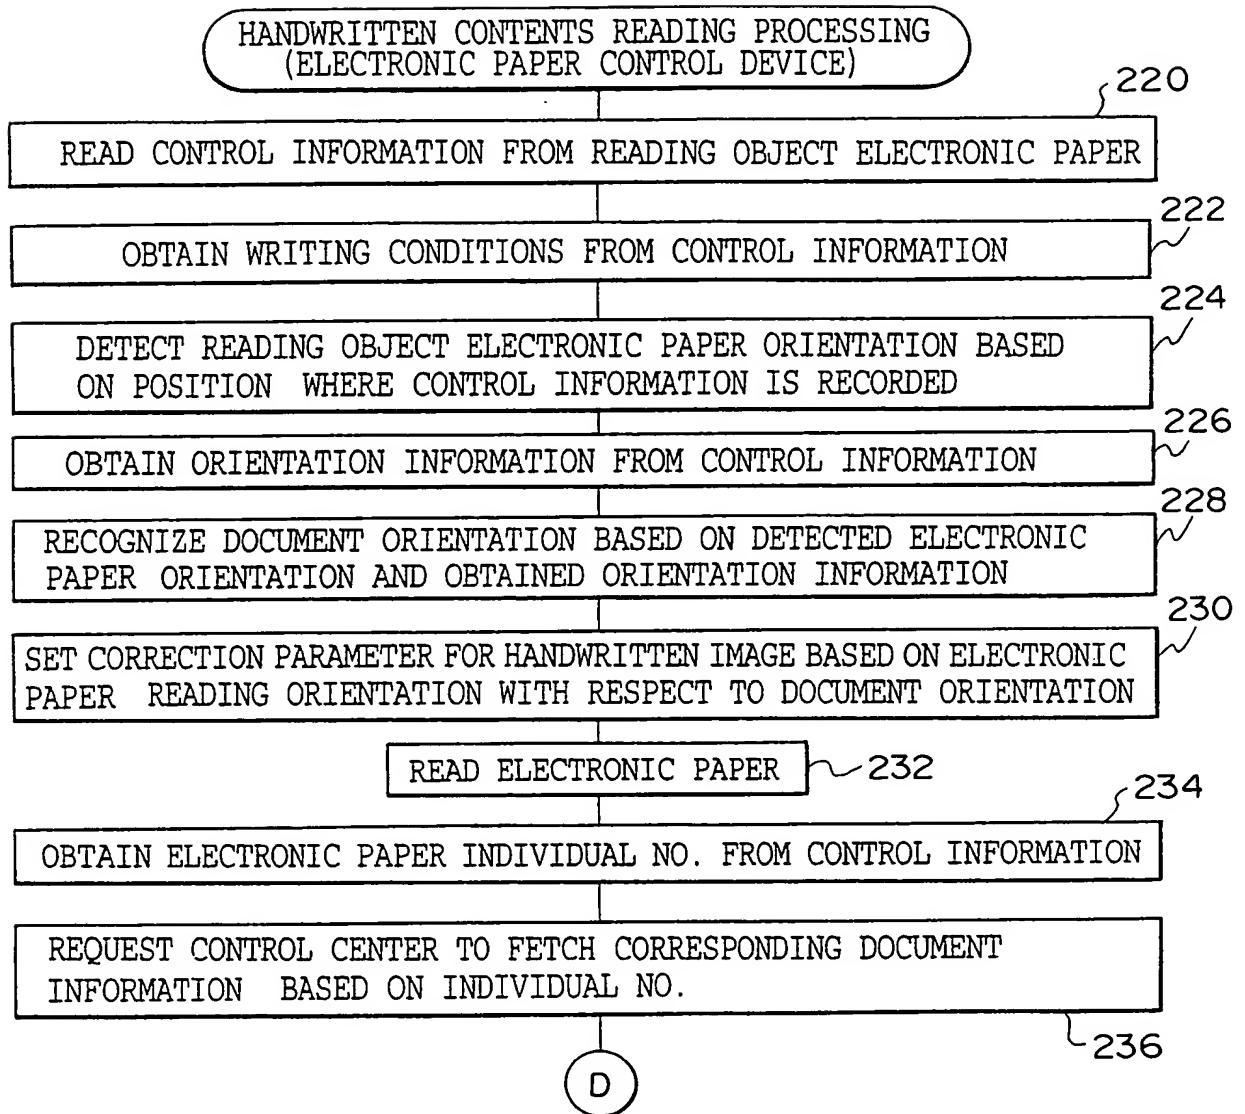 HANDWRITTEN CONTENTS READING PROCESSING
(ELECTRONIC PAPER CONTROL DEVICE)
220
READ CONTROL INFORMATION FROM READING OBJECT ELECTRONIC PAPER
222
OBTAIN WRITING CONDITIONS FROM CONTROL INFORMATION
224
DETECT READING OBJECT ELECTRONIC PAPER ORIENTATION BASED
ON POSITION WHERE CONTROL INFORMATION IS RECORDED
226
OBTAIN ORIENTATION INFORMATION FROM CONTROL INFORMATION
228
RECOGNIZE DOCUMENT ORIENTATION BASED ON DETECTED ELECTRONIC
PAPER ORIENTATION AND OBTAINED ORIENTATION INFORMATION
230
SET CORRECTION PARAMETER FOR HANDWRITTEN IMAGE BASED ON ELECTRONIC
PAPER READING ORIENTATION WITH RESPECT TO DOCUMENT ORIENTATION
READ ELECTRONIC PAPER 232
234
OBTAIN ELECTRONIC PAPER INDIVIDUAL NO. FROM CONTROL INFORMATION
REQUEST CONTROL CENTER TO FETCH CORRESPONDING DOCUMENT
INFORMATION BASED ON INDIVIDUAL NO.
236
D